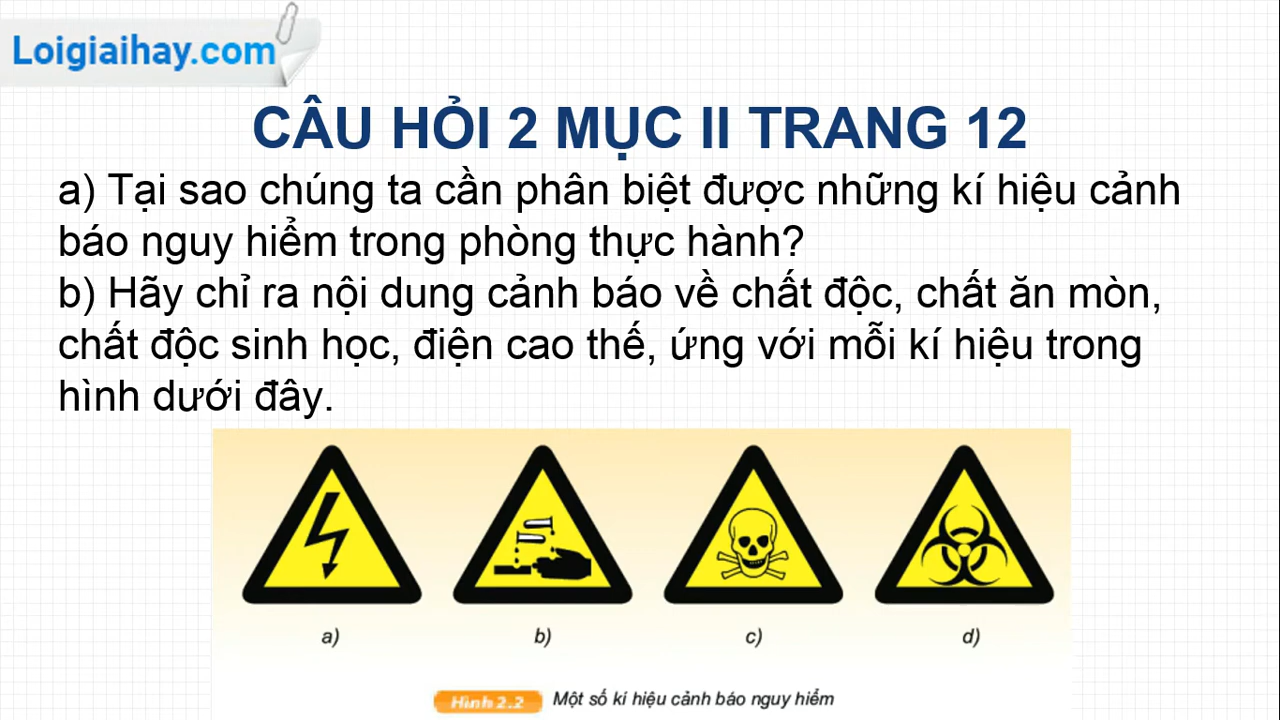 Loigiaihay.com
CÂU HỎI 2 MỤC II TRANG 12
a) Tại sao chúng ta cần phân biệt được những kí hiệu cảnh
báo nguy hiểm trong phòng thực hành?
b) Hãy chỉ ra nội dung cảnh báo về chất độc, chất ăn mòn,
chất độc sinh học, điện cao thế, ứng với mỗi kí hiệu trong
hình dưới đây.
a) b) c) d)
Hình 2.2 Một số kí hiệu cảnh báo nguy hiểm